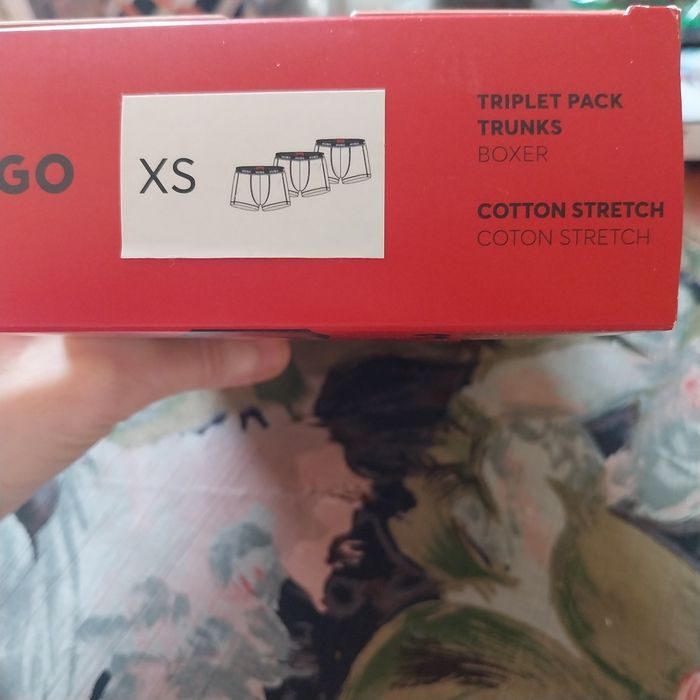 GO
XS
TRIPLET PACK
TRUNKS
BOXER
COTTON STRETCH
COTON STRETCH